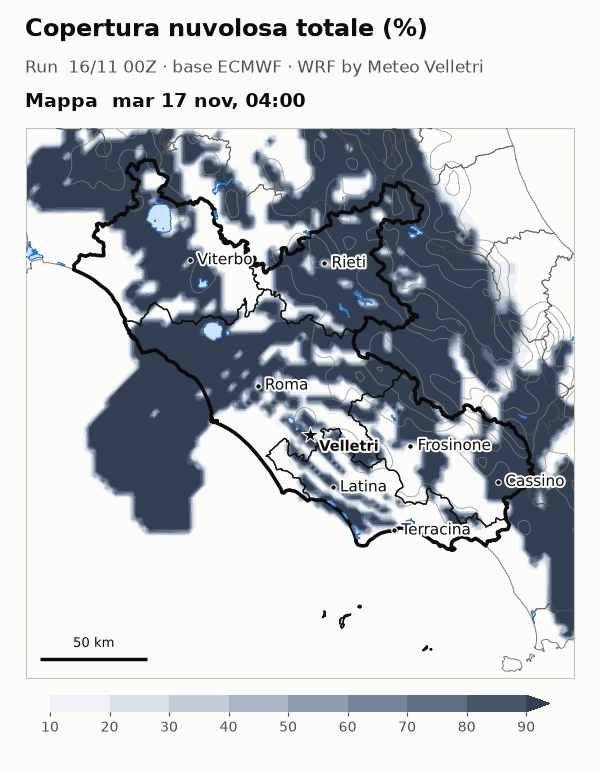 Copertura nuvolosa totale (%)
Run  16/11 00Z · base ECMWF · WRF by Meteo Velletri
Mappa  mar 17 nov, 04:00
Viterbo
Rieti
Roma
Velletri
Frosinone
Cassino
Latina
Terracina
50 km
10 20 30 40 50 60 70 80 90